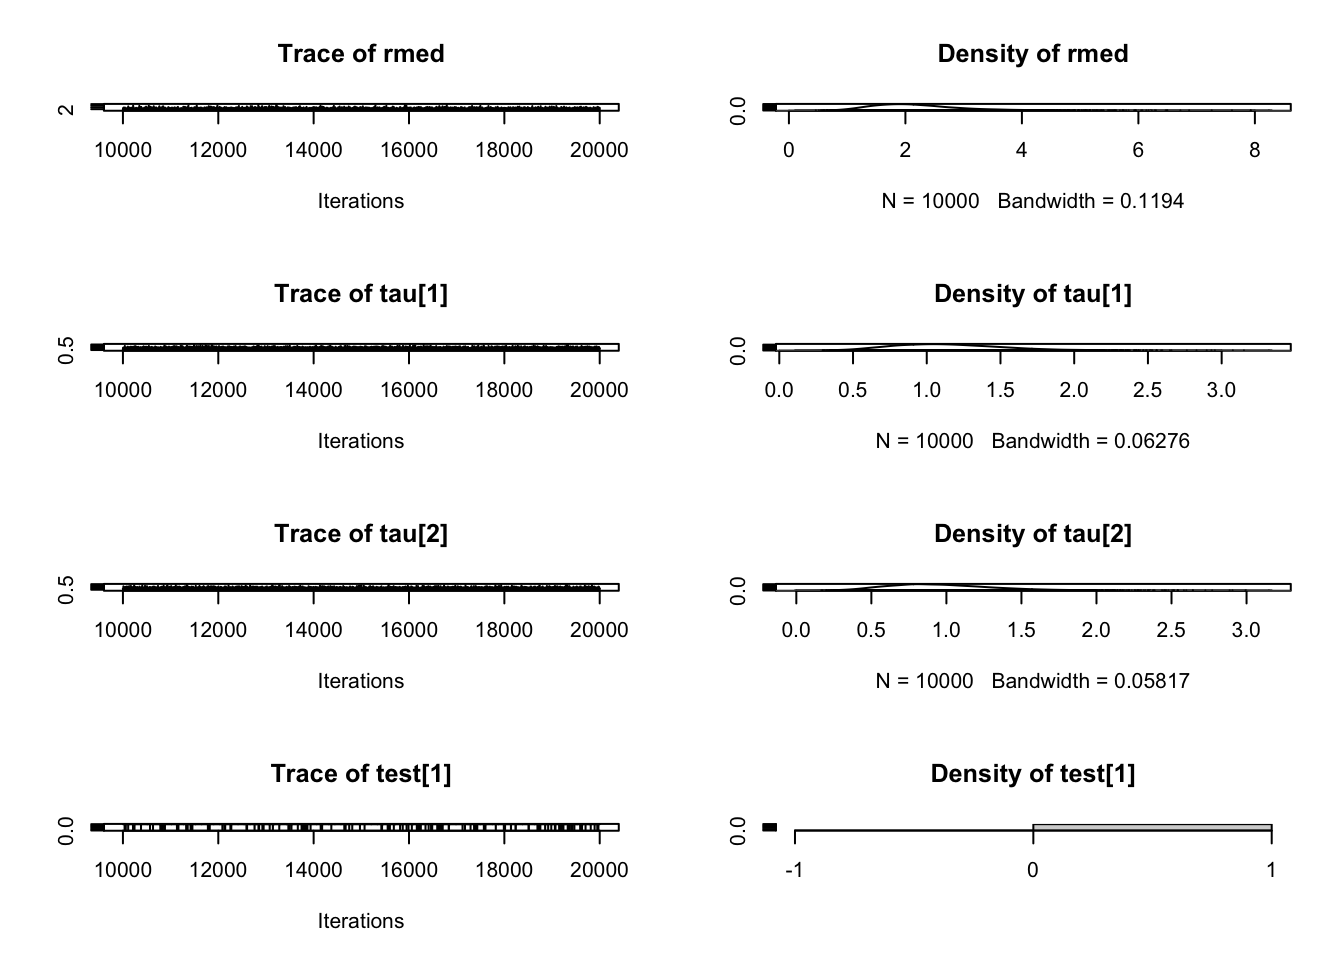 Trace of rmed
2
10000 12000 14000 16000 18000 20000
Iterations
Density of rmed
0.0
0 2 4 6 8
N = 10000 Bandwidth = 0.1194
Trace of tau[1]
0.5
10000 12000 14000 16000 18000 20000
Iterations
Density of tau[1]
0.0
0.0 0.5 1.0 1.5 2.0 2.5 3.0
N = 10000 Bandwidth = 0.06276
Trace of tau[2]
0.5
10000 12000 14000 16000 18000 20000
Iterations
Density of tau[2]
0.0
0.0 0.5 1.0 1.5 2.0 2.5 3.0
N = 10000 Bandwidth = 0.05817
Trace of test[1]
0.0
10000 12000 14000 16000 18000 20000
Iterations
Density of test[1]
0.0
-1 0 1